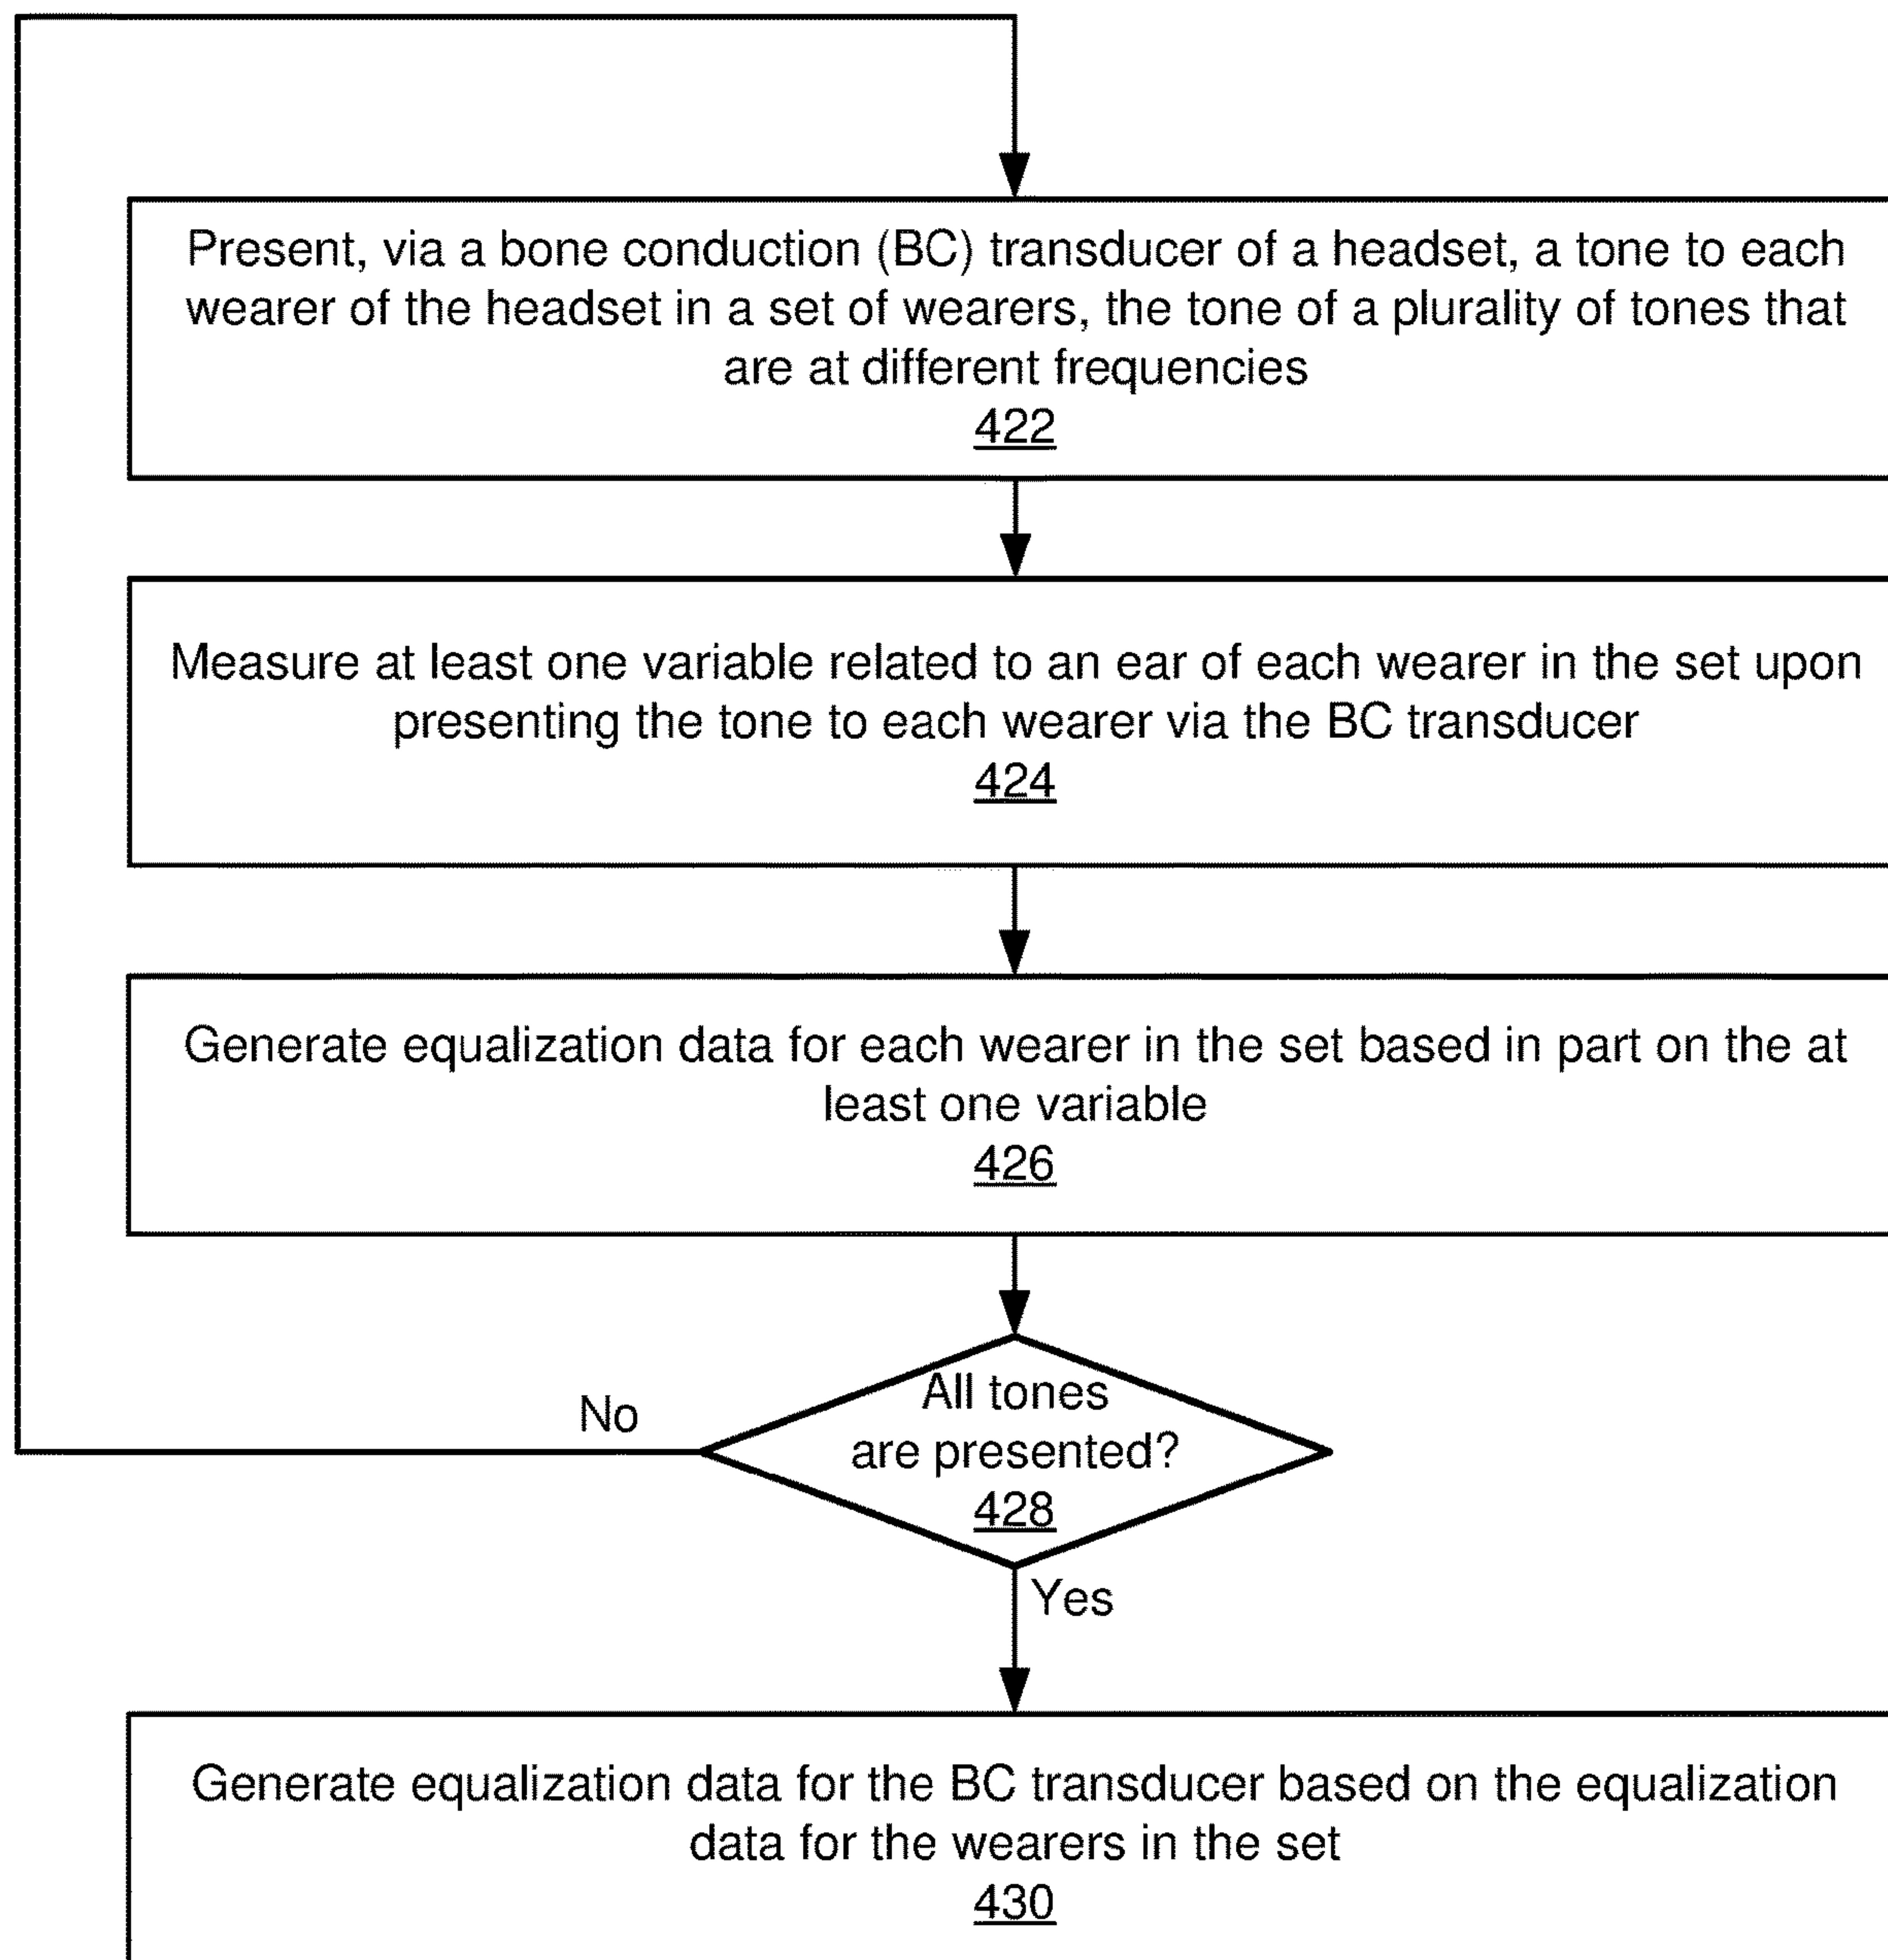 Present, via a bone conduction (BC) transducer of a headset, a tone to each
wearer of the headset in a set of wearers, the tone of a plurality of tones that
are at different frequencies
422
Measure at least one variable related to an ear of each wearer in the set upon
presenting the tone to each wearer via the BC transducer
424
Generate equalization data for each wearer in the set based in part on the at
least one variable
426
All tones
are presented?
428
No
Yes
Generate equalization data for the BC transducer based on the equalization
data for the wearers in the set
430